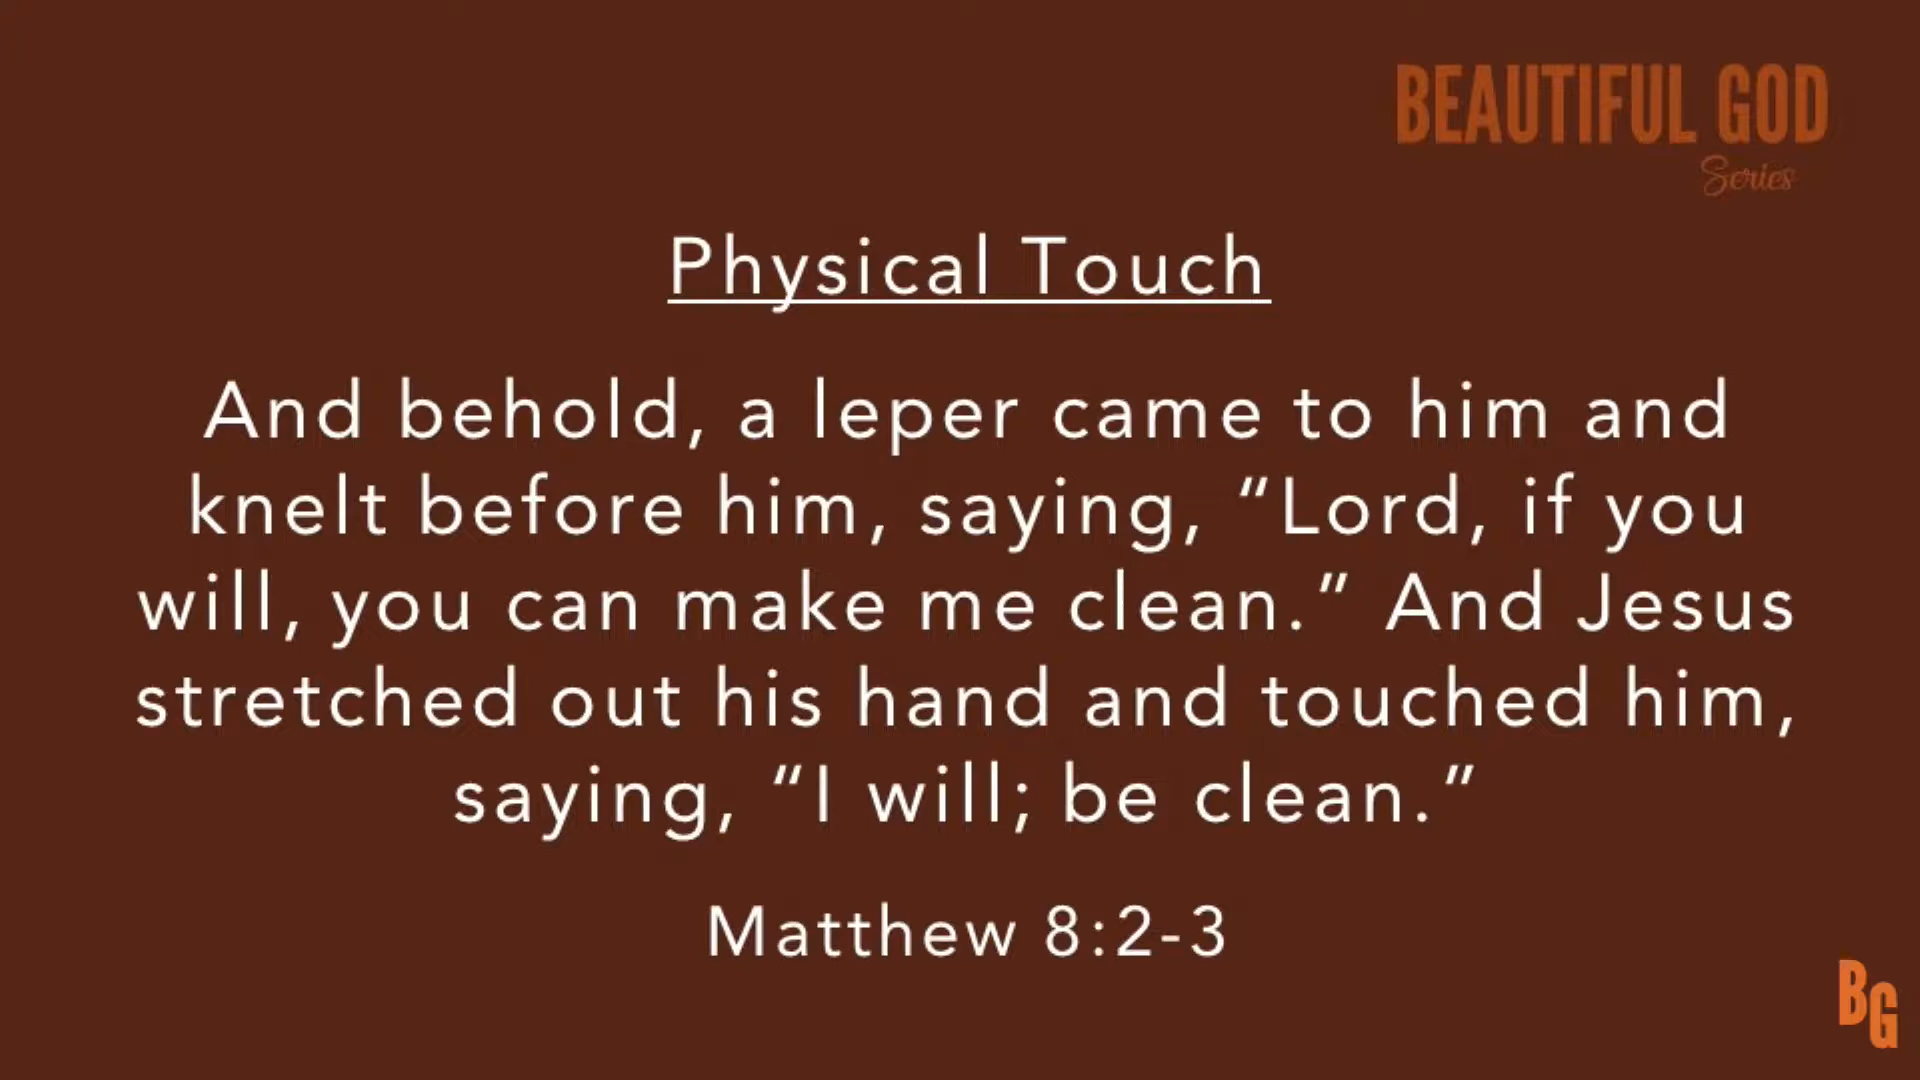 BEAUTIFUL GOD
Series
Physical Touch
And behold, a leper came to him and
knelt before him, saying, “Lord, if you
will, you can make me clean.” And Jesus
stretched out his hand and touched him,
saying, “I will; be clean.”
Matthew 8:2-3
BG